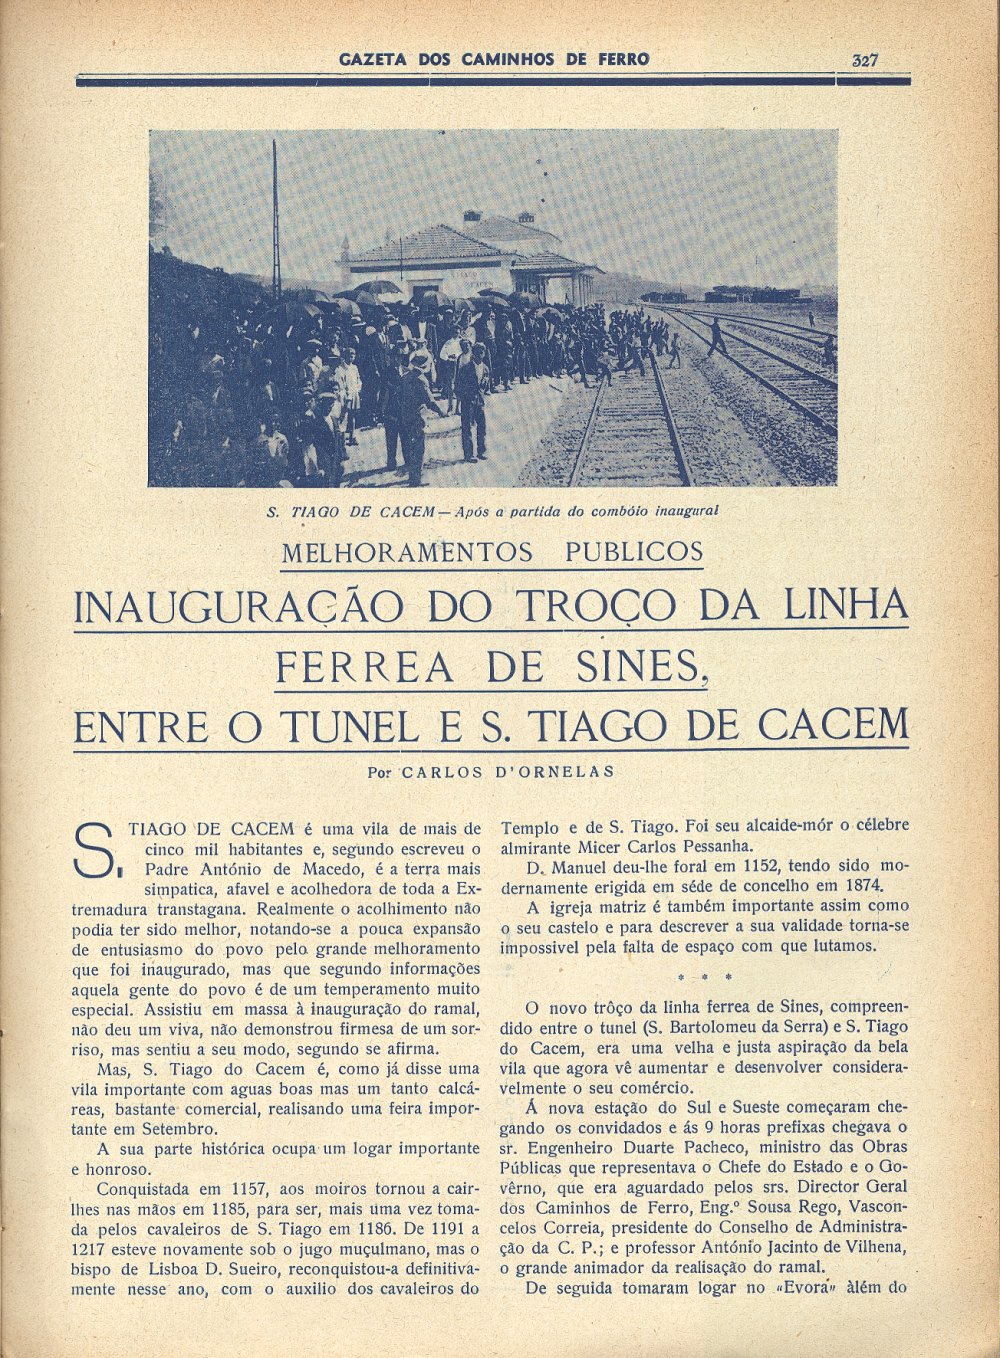 GAZETA DOS CAMINHOS DE FERRO
327
S. TIAGO DE CACEM — Após a partida do combóio inaugural
MELHORAMENTOS PUBLICOS
INAUGURAÇÃO DO TROÇO DA LINHA
FERREA DE SINES,
ENTRE O TUNEL E S. TIAGO DE CACEM
Por CARLOS D'ORNELAS
S. TIAGO DE CACEM é uma vila de mais de
cinco mil habitantes e, segundo escreveu o
Padre António de Macedo, é a terra mais
simpatica, afavel e acolhedora de toda a Ex-
tremadura transtagana. Realmente o acolhimento não
podia ter sido melhor, notando-se a pouca expansão
de entusiasmo do povo pelo grande melhoramento
que foi inaugurado, mas que segundo informações
aquela gente do povo é de um temperamento muito
especial. Assistiu em massa à inauguração do ramal,
não deu um viva, não demonstrou firmesa de um sor-
riso, mas sentiu a seu modo, segundo se afirma.
Mas, S. Tiago do Cacem é, como já disse uma
vila importante com aguas boas mas um tanto calcá-
reas, bastante comercial, realisando uma feira impor-
tante em Setembro.
A sua parte histórica ocupa um logar importante
e honroso.
Conquistada em 1157, aos moiros tornou a cair-
lhes nas mãos em 1185, para ser, mais uma vez toma-
da pelos cavaleiros de S. Tiago em 1186. De 1191 a
1217 esteve novamente sob o jugo muçulmano, mas o
bispo de Lisboa D. Sueiro, reconquistou-a definitiva-
mente nesse ano, com o auxilio dos cavaleiros do
Templo e de S. Tiago. Foi seu alcaide-mór o célebre
almirante Micer Carlos Pessanha.
D. Manuel deu-lhe foral em 1152, tendo sido mo-
dernamente erigida em séde de concelho em 1874.
A igreja matriz é também importante assim como
o seu castelo e para descrever a sua validade torna-se
impossivel pela falta de espaço com que lutamos.
* * *
O novo trôço da linha ferrea de Sines, compreen-
dido entre o tunel (S. Bartolomeu da Serra) e S. Tiago
do Cacem, era uma velha e justa aspiração da bela
vila que agora vê aumentar e desenvolver considera-
velmente o seu comércio.
Á nova estação do Sul e Sueste começaram che-
gando os convidados e ás 9 horas prefixas chegava o
sr. Engenheiro Duarte Pacheco, ministro das Obras
Públicas que representava o Chefe do Estado e o Go-
vêrno, que era aguardado pelos srs. Director Geral
dos Caminhos de Ferro, Eng.º Sousa Rego, Vascon-
celos Correia, presidente do Conselho de Administra-
ção da C. P.; e professor António Jacinto de Vilhena,
o grande animador da realisação do ramal.
De seguida tomaram logar no «Evora» àlém do